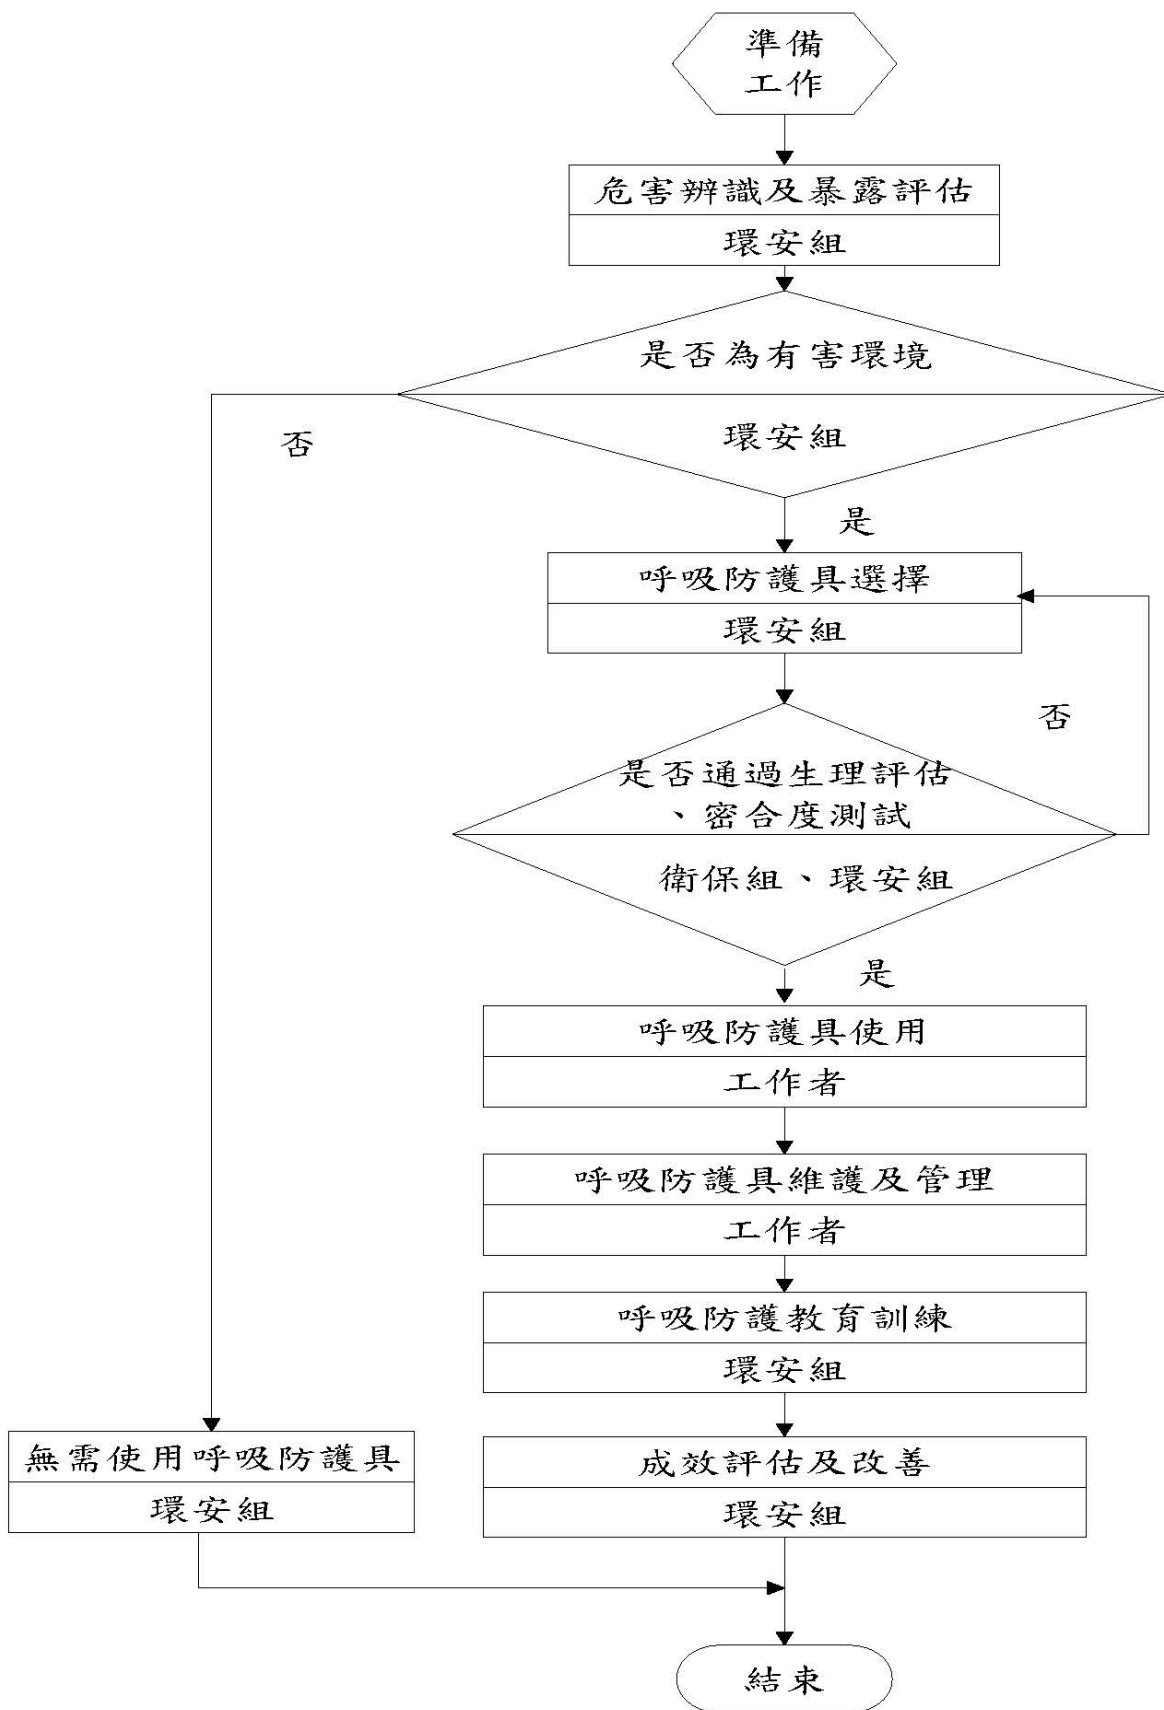 準備
工作
危害辨識及暴露評估
環安組
是否為有害環境
環安組
否
是
呼吸防護具選擇
環安組
否
是否通過生理評估
、密合度測試
衛保組、環安組
是
呼吸防護具使用
工作者
呼吸防護具維護及管理
工作者
呼吸防護教育訓練
環安組
無需使用呼吸防護具
環安組
成效評估及改善
環安組
結束